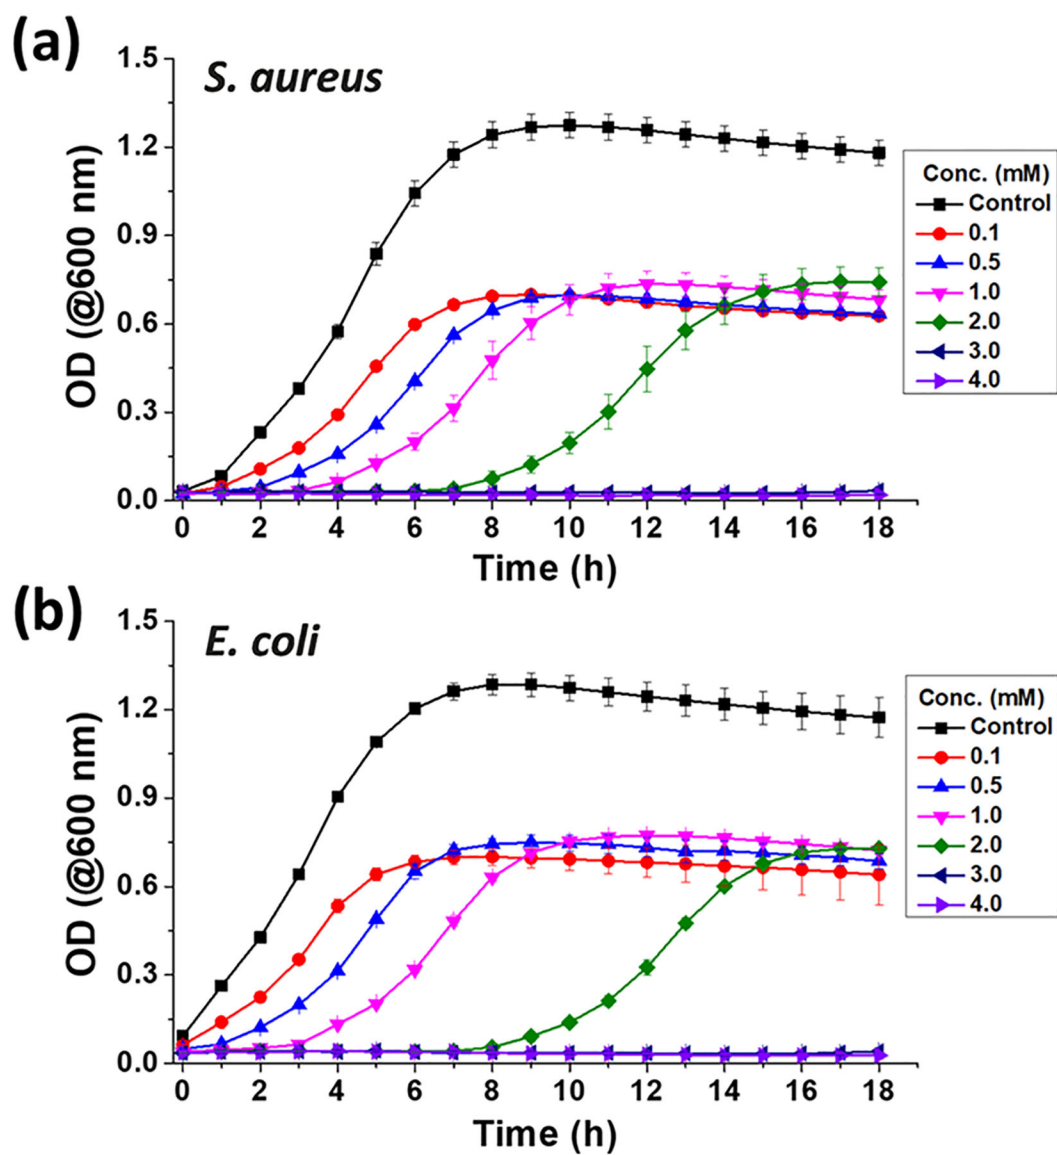 (a)
S. aureus
1.5
1.2
0.9
0.6
0.3
0.0
OD (@600 nm)
0 2 4 6 8 10 12 14 16 18
Time (h)
Conc. (mM)
Control
0.1
0.5
1.0
2.0
3.0
4.0
(b)
E. coli
1.5
1.2
0.9
0.6
0.3
0.0
OD (@600 nm)
0 2 4 6 8 10 12 14 16 18
Time (h)
Conc. (mM)
Control
0.1
0.5
1.0
2.0
3.0
4.0